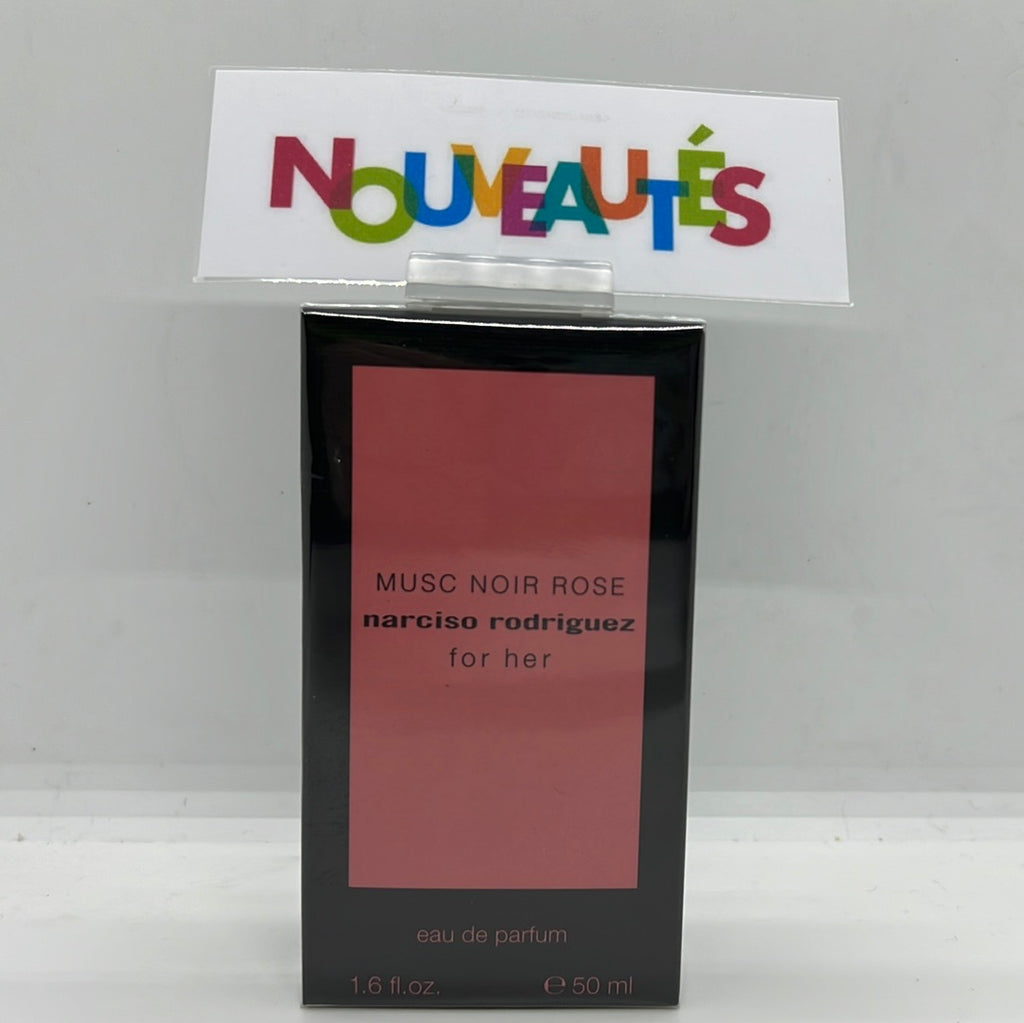 NOUVEAUTÉS
MUSC NOIR ROSE
narciso rodriguez
for her
eau de parfum
1.6 fl.oz. ℮ 50 ml